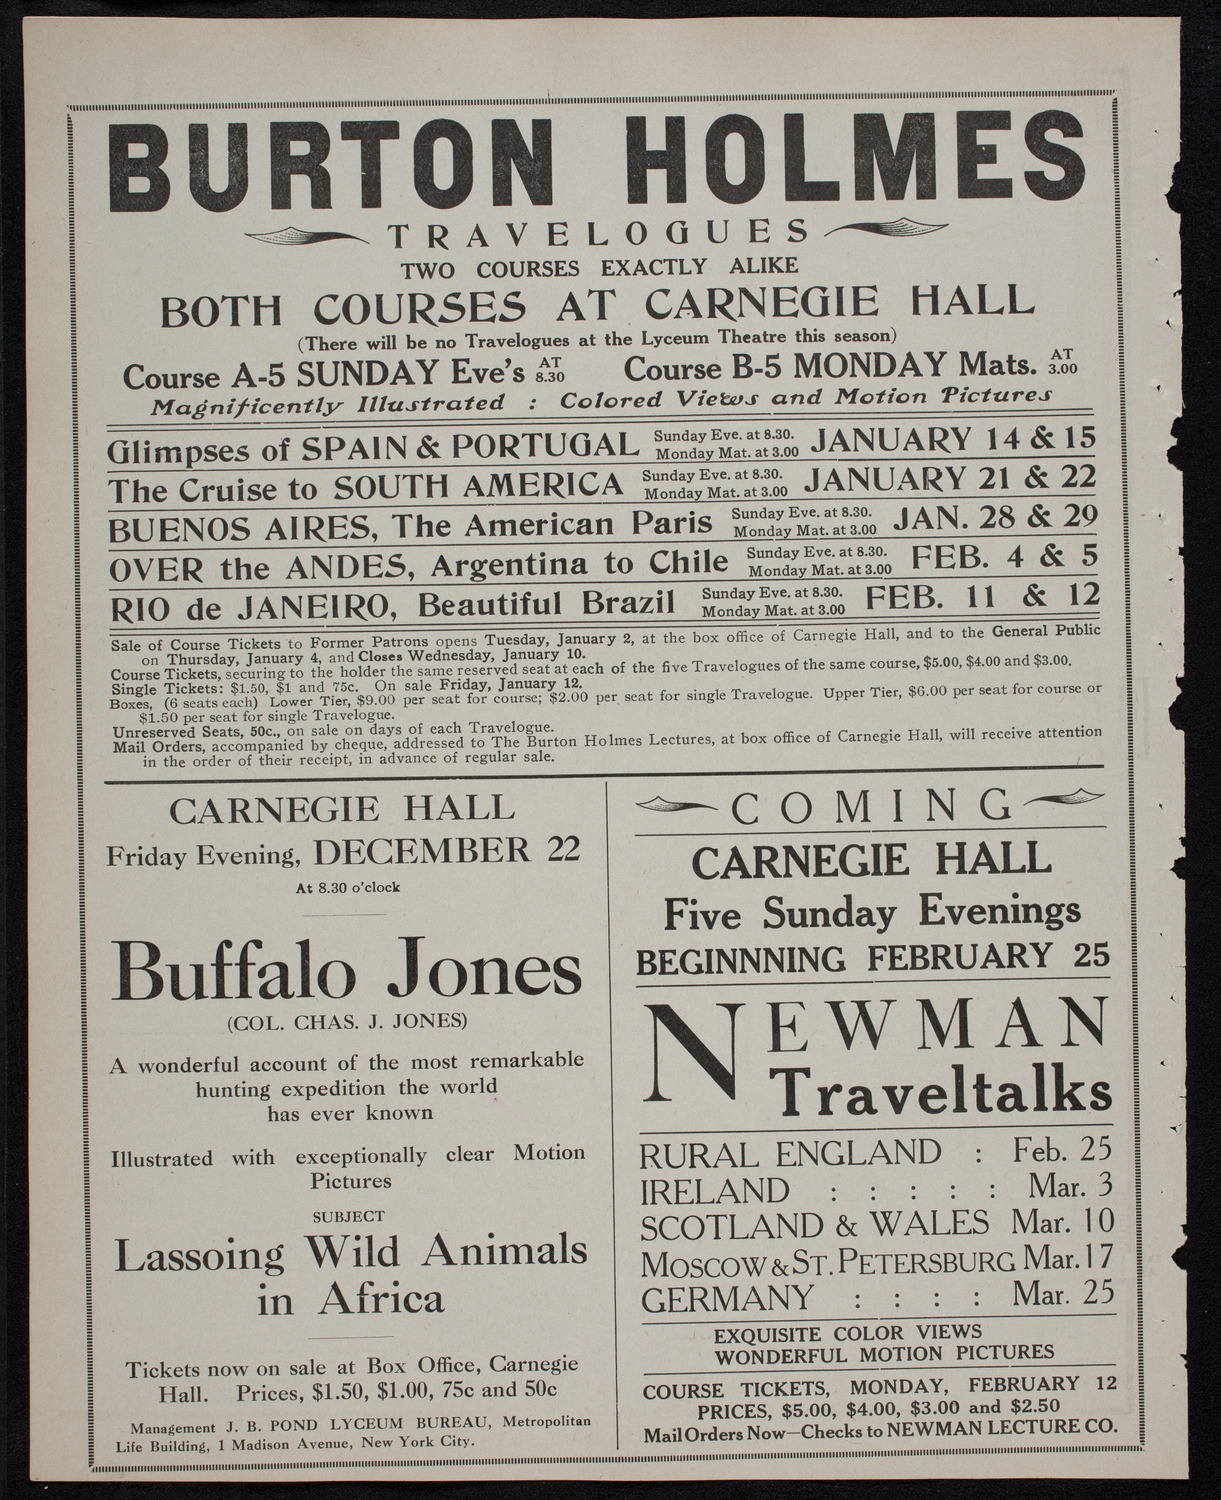 BURTON HOLMES
TRAVELOGUES
TWO COURSES EXACTLY ALIKE
BOTH COURSES AT CARNEGIE HALL
(There will be no Travelogues at the Lyceum Theatre this season)
Course A-5 SUNDAY Eve's AT 8.30 Course B-5 MONDAY Mats. AT 3.00
Magnificently Illustrated : Colored Views and Motion Pictures
Glimpses of SPAIN & PORTUGAL Sunday Eve. at 8.30. Monday Mat. at 3.00 JANUARY 14 & 15
The Cruise to SOUTH AMERICA Sunday Eve. at 8.30. Monday Mat. at 3.00 JANUARY 21 & 22
BUENOS AIRES, The American Paris Sunday Eve. at 8.30. Monday Mat. at 3.00 JAN. 28 & 29
OVER the ANDES, Argentina to Chile Sunday Eve. at 8.30. Monday Mat. at 3.00 FEB. 4 & 5
RIO de JANEIRO, Beautiful Brazil Sunday Eve. at 8.30. Monday Mat. at 3.00 FEB. 11 & 12
Sale of Course Tickets to Former Patrons opens Tuesday, January 2, at the box office of Carnegie Hall, and to the General Public
on Thursday, January 4, and Closes Wednesday, January 10.
Course Tickets, securing to the holder the same reserved seat at each of the five Travelogues of the same course, $5.00, $4.00 and $3.00.
Single Tickets: $1.50, $1 and 75c. On sale Friday, January 12.
Boxes, (6 seats each) Lower Tier, $9.00 per seat for course; $2.00 per seat for single Travelogue. Upper Tier, $6.00 per seat for course or
$1.50 per seat for single Travelogue.
Unreserved Seats, 50c., on sale on days of each Travelogue.
Mail Orders, accompanied by cheque, addressed to The Burton Holmes Lectures, at box office of Carnegie Hall, will receive attention
in the order of their receipt, in advance of regular sale.
CARNEGIE HALL
Friday Evening, DECEMBER 22
At 8.30 o'clock
Buffalo Jones
(COL. CHAS. J. JONES)
A wonderful account of the most remarkable
hunting expedition the world
has ever known
Illustrated with exceptionally clear Motion
Pictures
SUBJECT
Lassoing Wild Animals
in Africa
Tickets now on sale at Box Office, Carnegie
Hall. Prices, $1.50, $1.00, 75c and 50c
Management J. B. POND LYCEUM BUREAU, Metropolitan
Life Building, 1 Madison Avenue, New York City.
COMING
CARNEGIE HALL
Five Sunday Evenings
BEGINNNING FEBRUARY 25
NEWMAN
Traveltalks
RURAL ENGLAND : Feb. 25
IRELAND : : : : : Mar. 3
SCOTLAND & WALES Mar. 10
MOSCOW & ST. PETERSBURG Mar. 17
GERMANY : : : : Mar. 25
EXQUISITE COLOR VIEWS
WONDERFUL MOTION PICTURES
COURSE TICKETS, MONDAY, FEBRUARY 12
PRICES, $5.00, $4.00, $3.00 and $2.50
Mail Orders Now—Checks to NEWMAN LECTURE CO.